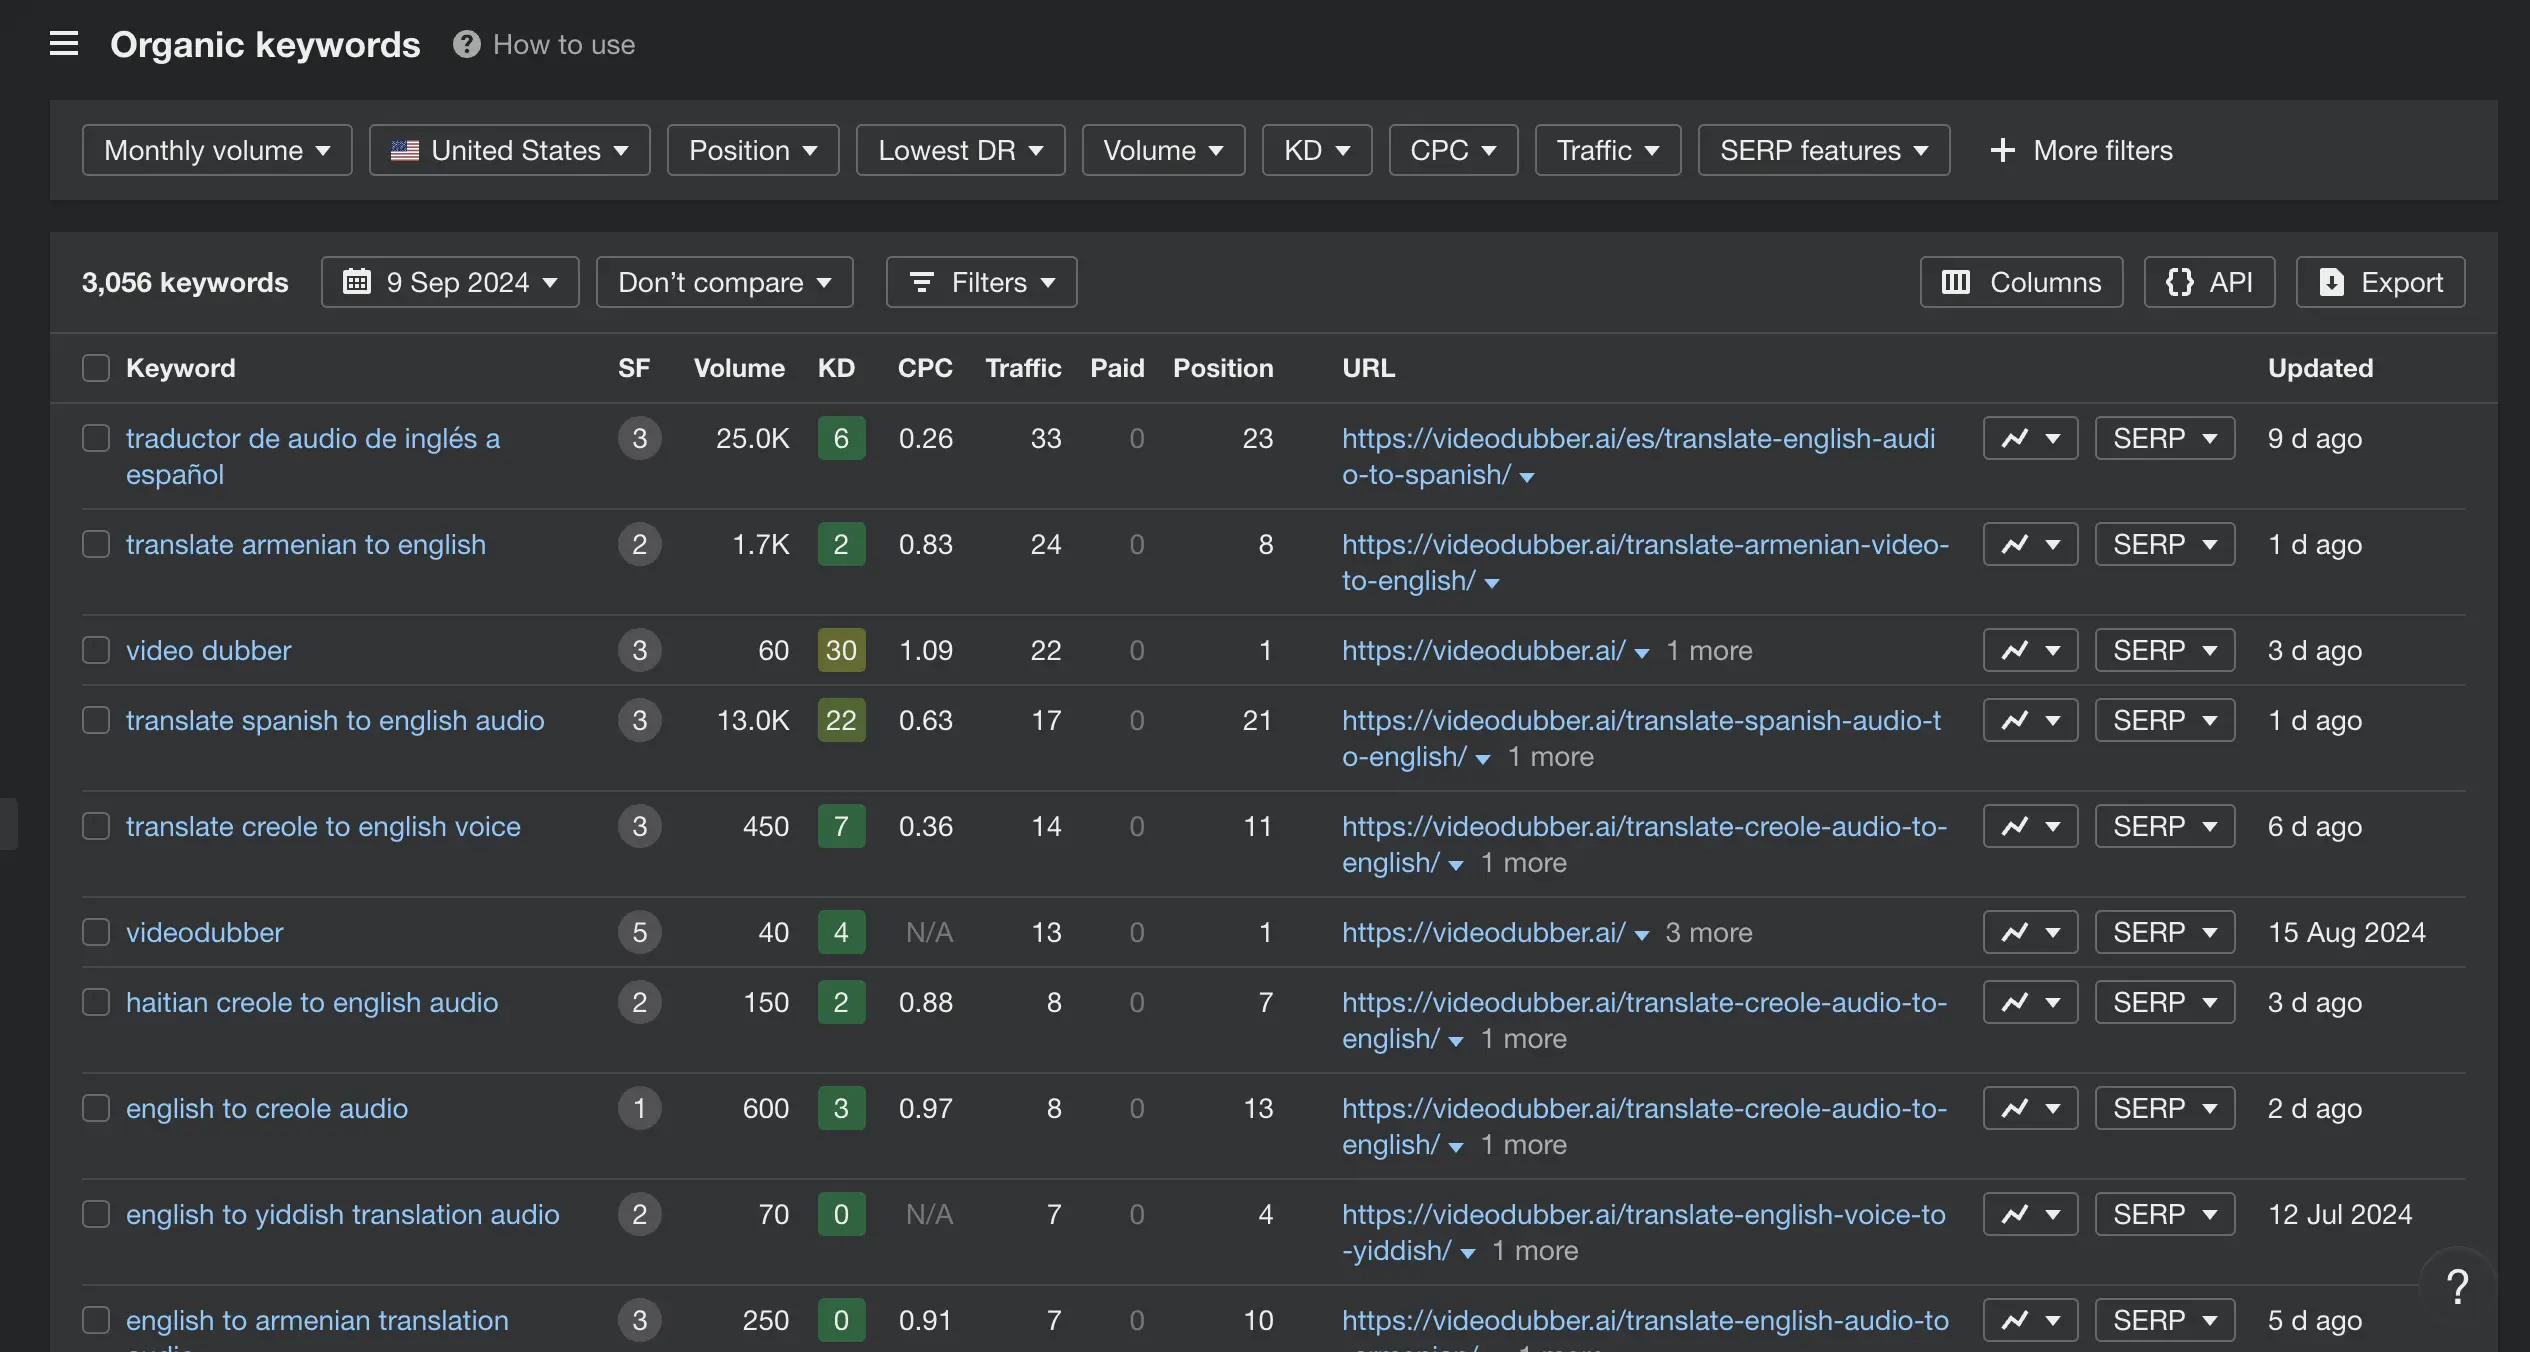 Organic keywords ? How to use
Monthly volume United States Position Lowest DR Volume KD CPC Traffic SERP features + More filters
3,056 keywords 9 Sep 2024 Don’t compare Filters Columns {} API Export
Keyword SF Volume KD CPC Traffic Paid Position URL Updated
traductor de audio de inglés a 3 25.0K 6 0.26 33 0 23 https://videodubber.ai/es/translate-english-audi SERP 9 d ago
español o-to-spanish/
translate armenian to english 2 1.7K 2 0.83 24 0 8 https://videodubber.ai/translate-armenian-video- SERP 1 d ago
to-english/
video dubber 3 60 30 1.09 22 0 1 https://videodubber.ai/ 1 more SERP 3 d ago
translate spanish to english audio 3 13.0K 22 0.63 17 0 21 https://videodubber.ai/translate-spanish-audio-t SERP 1 d ago
o-english/ 1 more
translate creole to english voice 3 450 7 0.36 14 0 11 https://videodubber.ai/translate-creole-audio-to- SERP 6 d ago
english/ 1 more
videodubber 5 40 4 N/A 13 0 1 https://videodubber.ai/ 3 more SERP 15 Aug 2024
haitian creole to english audio 2 150 2 0.88 8 0 7 https://videodubber.ai/translate-creole-audio-to- SERP 3 d ago
english/ 1 more
english to creole audio 1 600 3 0.97 8 0 13 https://videodubber.ai/translate-creole-audio-to- SERP 2 d ago
english/ 1 more
english to yiddish translation audio 2 70 0 N/A 7 0 4 https://videodubber.ai/translate-english-voice-to SERP 12 Jul 2024
-yiddish/ 1 more
?
english to armenian translation 3 250 0 0.91 7 0 10 https://videodubber.ai/translate-english-audio-to SERP 5 d ago